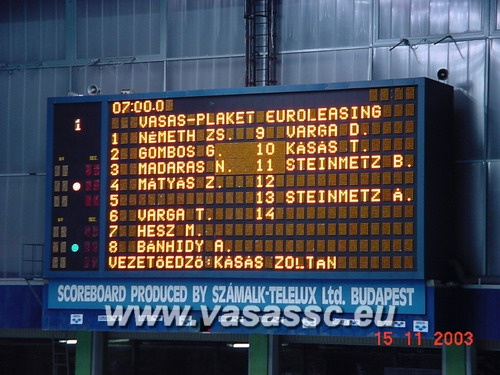 07:00.0
1
VASAS-PLAKET EUROLEASING
1 NÉMETH ZS. 9 VARGA D.
2 GOMBOS G. 10 KÁSÁS T.
3 MADARAS N. 11 STEINMETZ B.
4 MÁTYÁS Z. 12
5 13 STEINMETZ Á.
6 VARGA T. 14
7 HESZ M.
8 BÁNHIDY A.
VEZETőEDZő:KÁSÁS ZOLTÁN
SCOREBOARD PRODUCED BY SZÁMALK-TELELUX Ltd. BUDAPEST
www.vasassc.eu
15 11 2003